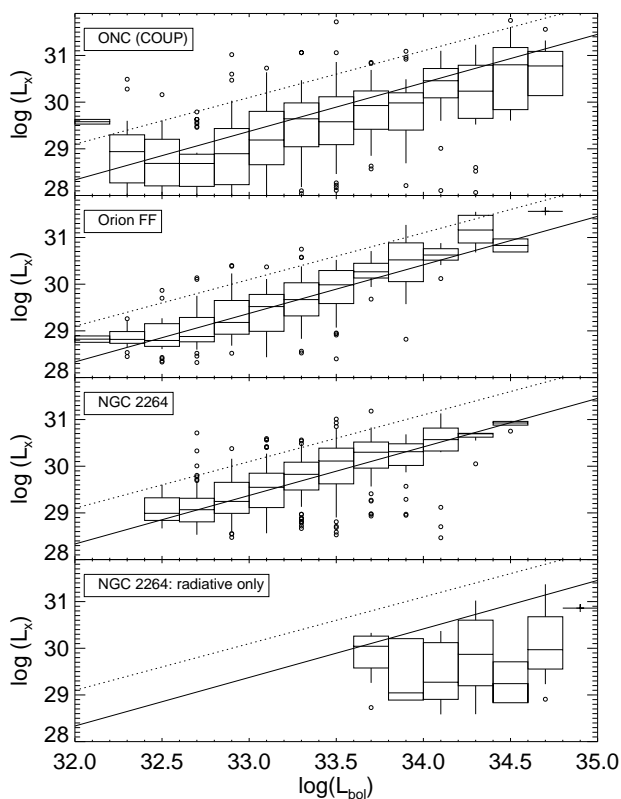 ONC (COUP)
31
30
29
28
log (Lx)
Orion FF
31
30
29
28
log (Lx)
NGC 2264
31
30
29
28
log (Lx)
NGC 2264: radiative only
31
30
29
28
log (Lx)
32.0 32.5 33.0 33.5 34.0 34.5 35.0
log(Lbol)